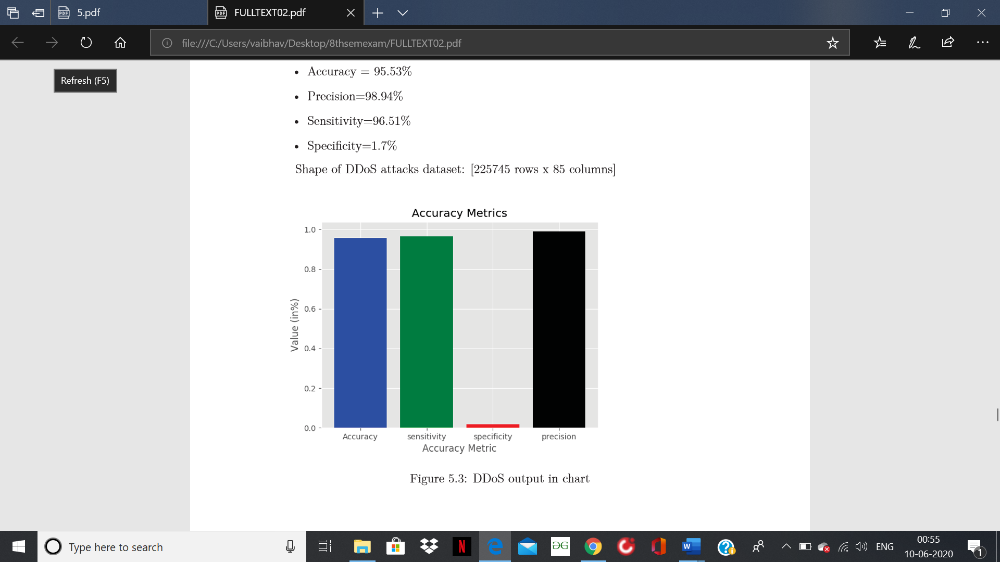 5.pdf
FULLTEXT02.pdf
file:///C:/Users/vaibhav/Desktop/8thsemexam/FULLTEXT02.pdf
Refresh (F5)
• Accuracy = 95.53%
• Precision=98.94%
• Sensitivity=96.51%
• Specificity=1.7%
Shape of DDoS attacks dataset: [225745 rows x 85 columns]
Accuracy Metrics
Value (in%)
1.0
0.8
0.6
0.4
0.2
0.0
Accuracy sensitivity specificity precision
Accuracy Metric
Figure 5.3: DDoS output in chart
Type here to search
ENG
00:55
10-06-2020
1